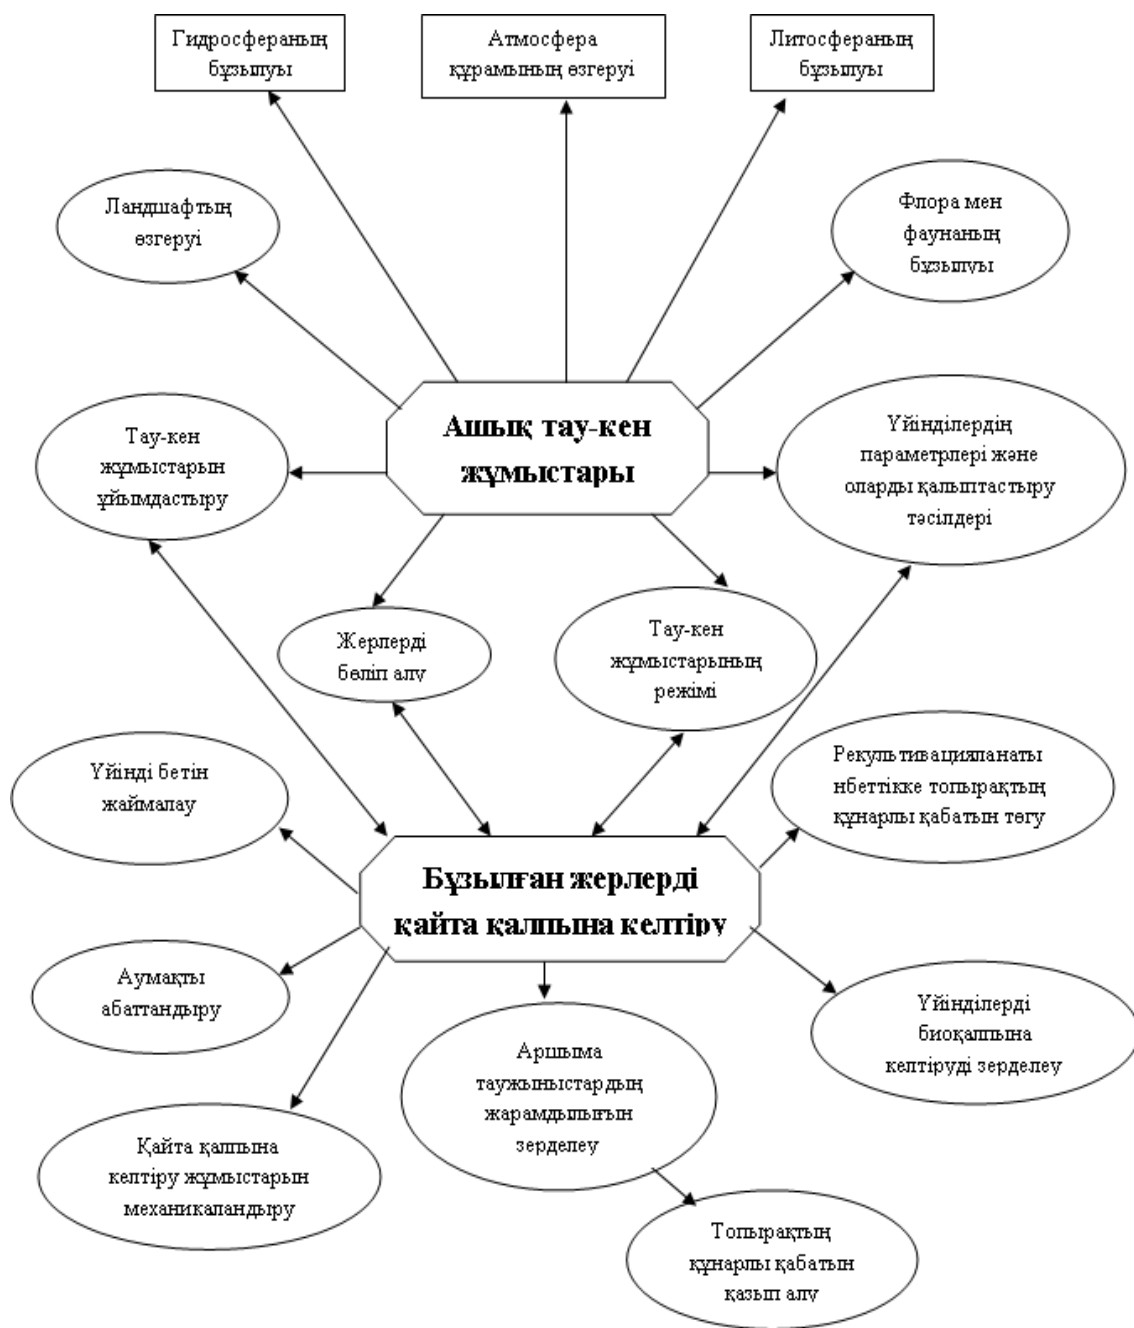 Гидросфераның
бұзылуы
Атмосфера
құрамының өзгеруі
Литосфераның
бұзылуы
Ландшафтың
өзгеруі
Флора мен
фаунаның
бұзылуы
Ашық тау-кен
жұмыстары
Тау-кен
жұмыстарын
ұйымдастыру
Үйінділердің
параметрлері және
оларды қалыптастыру
тәсілдері
Жерлерді
бөліп алу
Тау-кен
жұмыстарының
режімі
Үйінді бетін
жаймалау
Рекультивацияланаты
нбеттікке топырақтың
құнарлы қабатын төгу
Бұзылған жерлерді
қайта қалпына келтіру
Аумақты
абаттандыру
Үйінділерді
биоқалпына
келтіруді зерделеу
Аршыма
таужыныстардың
жарамдылығын
зерделеу
Қайта қалпына
келтіру жұмыстарын
механикаландыру
Топырақтың
құнарлы қабатын
қазып алу